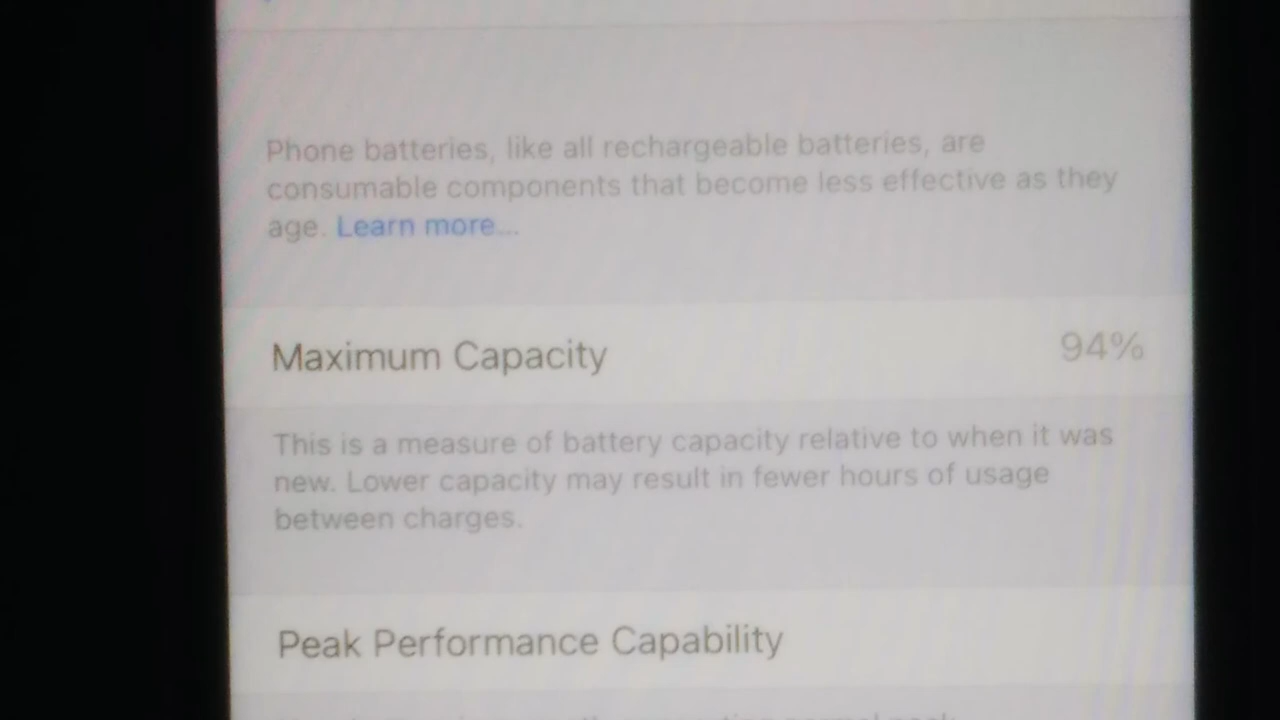 Phone batteries, like all rechargeable batteries, are
consumable components that become less effective as they
age. Learn more...
Maximum Capacity 94%
This is a measure of battery capacity relative to when it was
new. Lower capacity may result in fewer hours of usage
between charges.
Peak Performance Capability